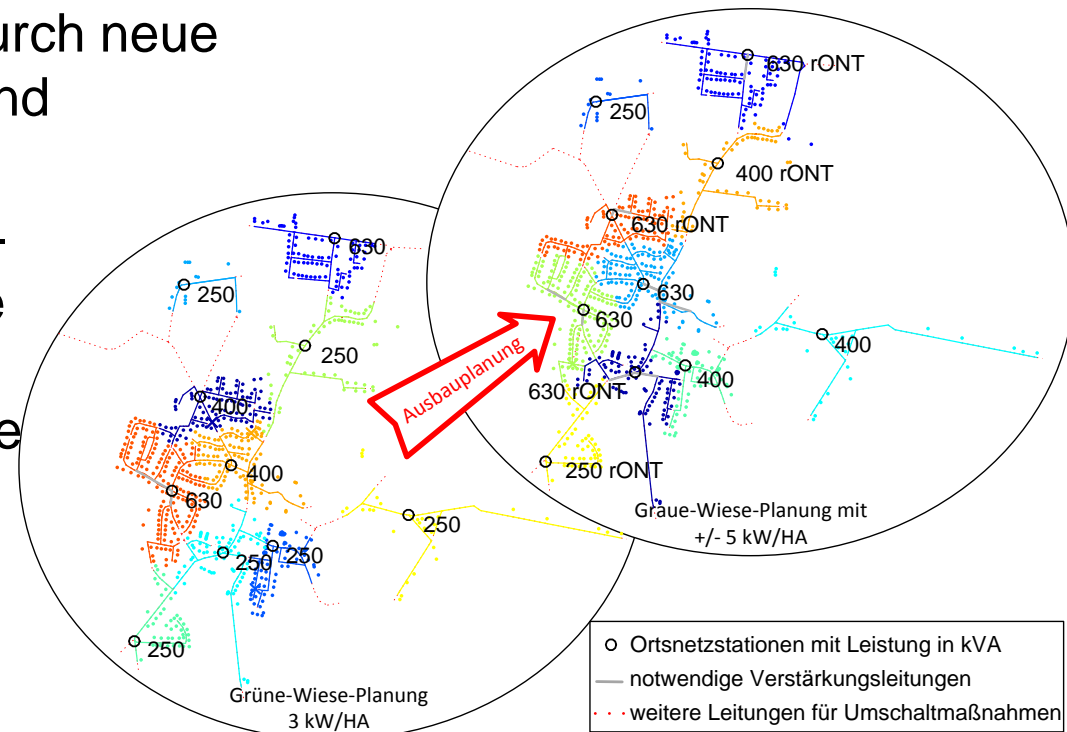 urch neue
nd
-
e
e
630 rONT
250
400 rONT
630 rONT
630
630
400
400
630 rONT
250 rONT
Graue-Wiese-Planung mit
+/- 5 kW/HA
Ausbauplanung
630
250
250
400
400
630
250
250
250
250
Grüne-Wiese-Planung
3 kW/HA
Ortsnetzstationen mit Leistung in kVA
notwendige Verstärkungsleitungen
weitere Leitungen für Umschaltmaßnahmen